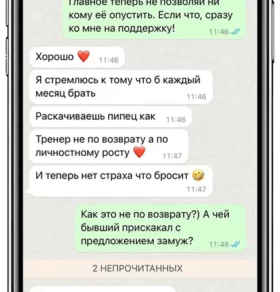 Главное теперь не позволяй ни
кому её опустить. Если что, сразу
ко мне на поддержку!
11:46
Хорошо ❤️
11:46
Я стремлюсь к тому что б каждый
месяц брать
11:46
Раскачиваешь пипец как
11:46
Тренер не по возврату а по
личностному росту ❤️
11:47
И теперь нет страха что бросит 🤣
11:47
Как это не по возврату?) А чей
бывший прискакал с
предложением замуж?
11:48
2 НЕПРОЧИТАННЫХ